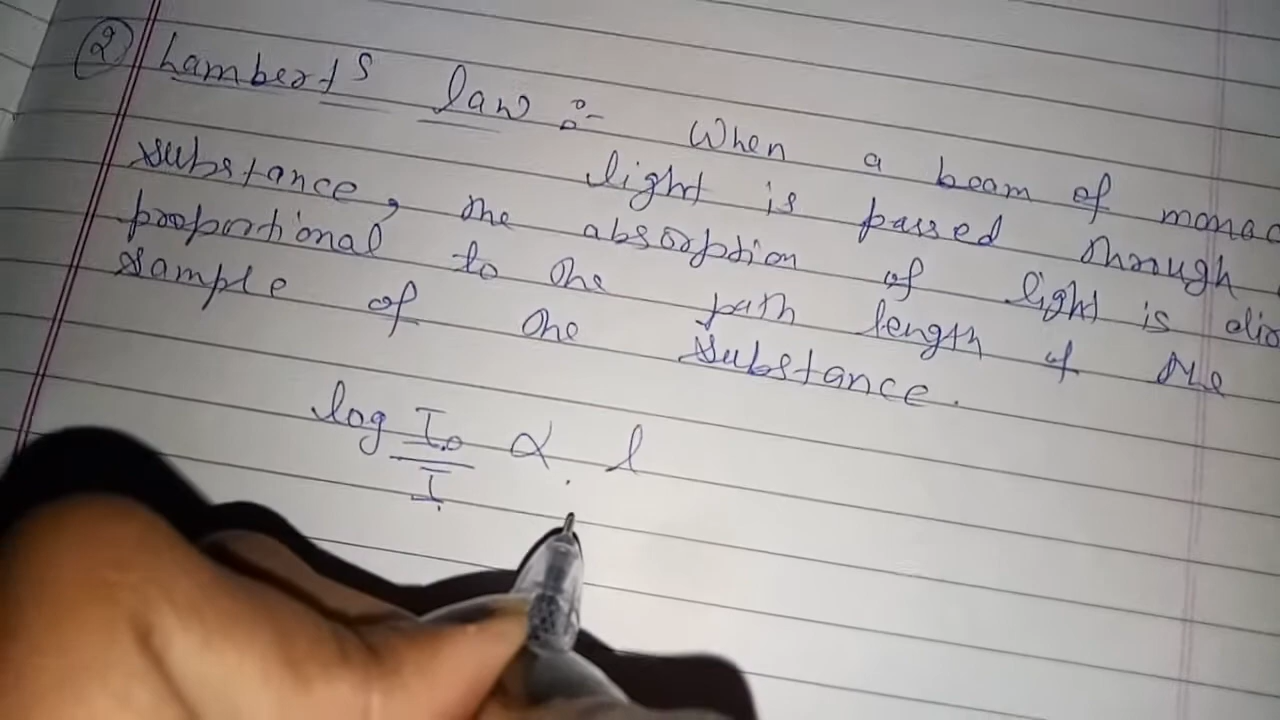 ② Lambert's law :- When a beam of monoc
light is passed through
substance, the absorption of light is dir
proportional to the path length of the
sample of the substance.
log I₀/I ∝ l